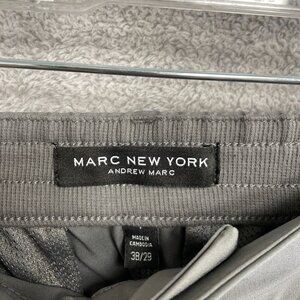 MARC NEW YORK
ANDREW MARC
MADE IN
CAMBODIA
38/29